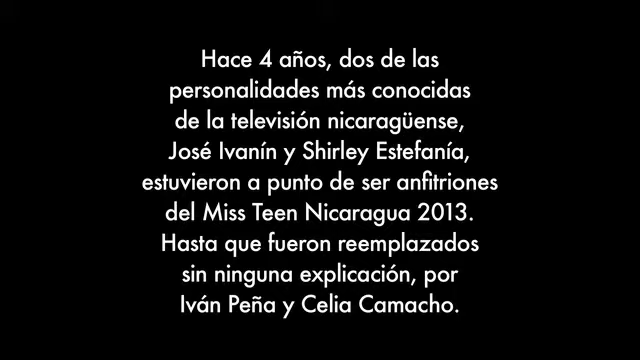 Hace 4 años, dos de las
personalidades más conocidas
de la televisión nicaragüense,
José Ivanín y Shirley Estefanía,
estuvieron a punto de ser anfitriones
del Miss Teen Nicaragua 2013.
Hasta que fueron reemplazados
sin ninguna explicación, por
Iván Peña y Celia Camacho.